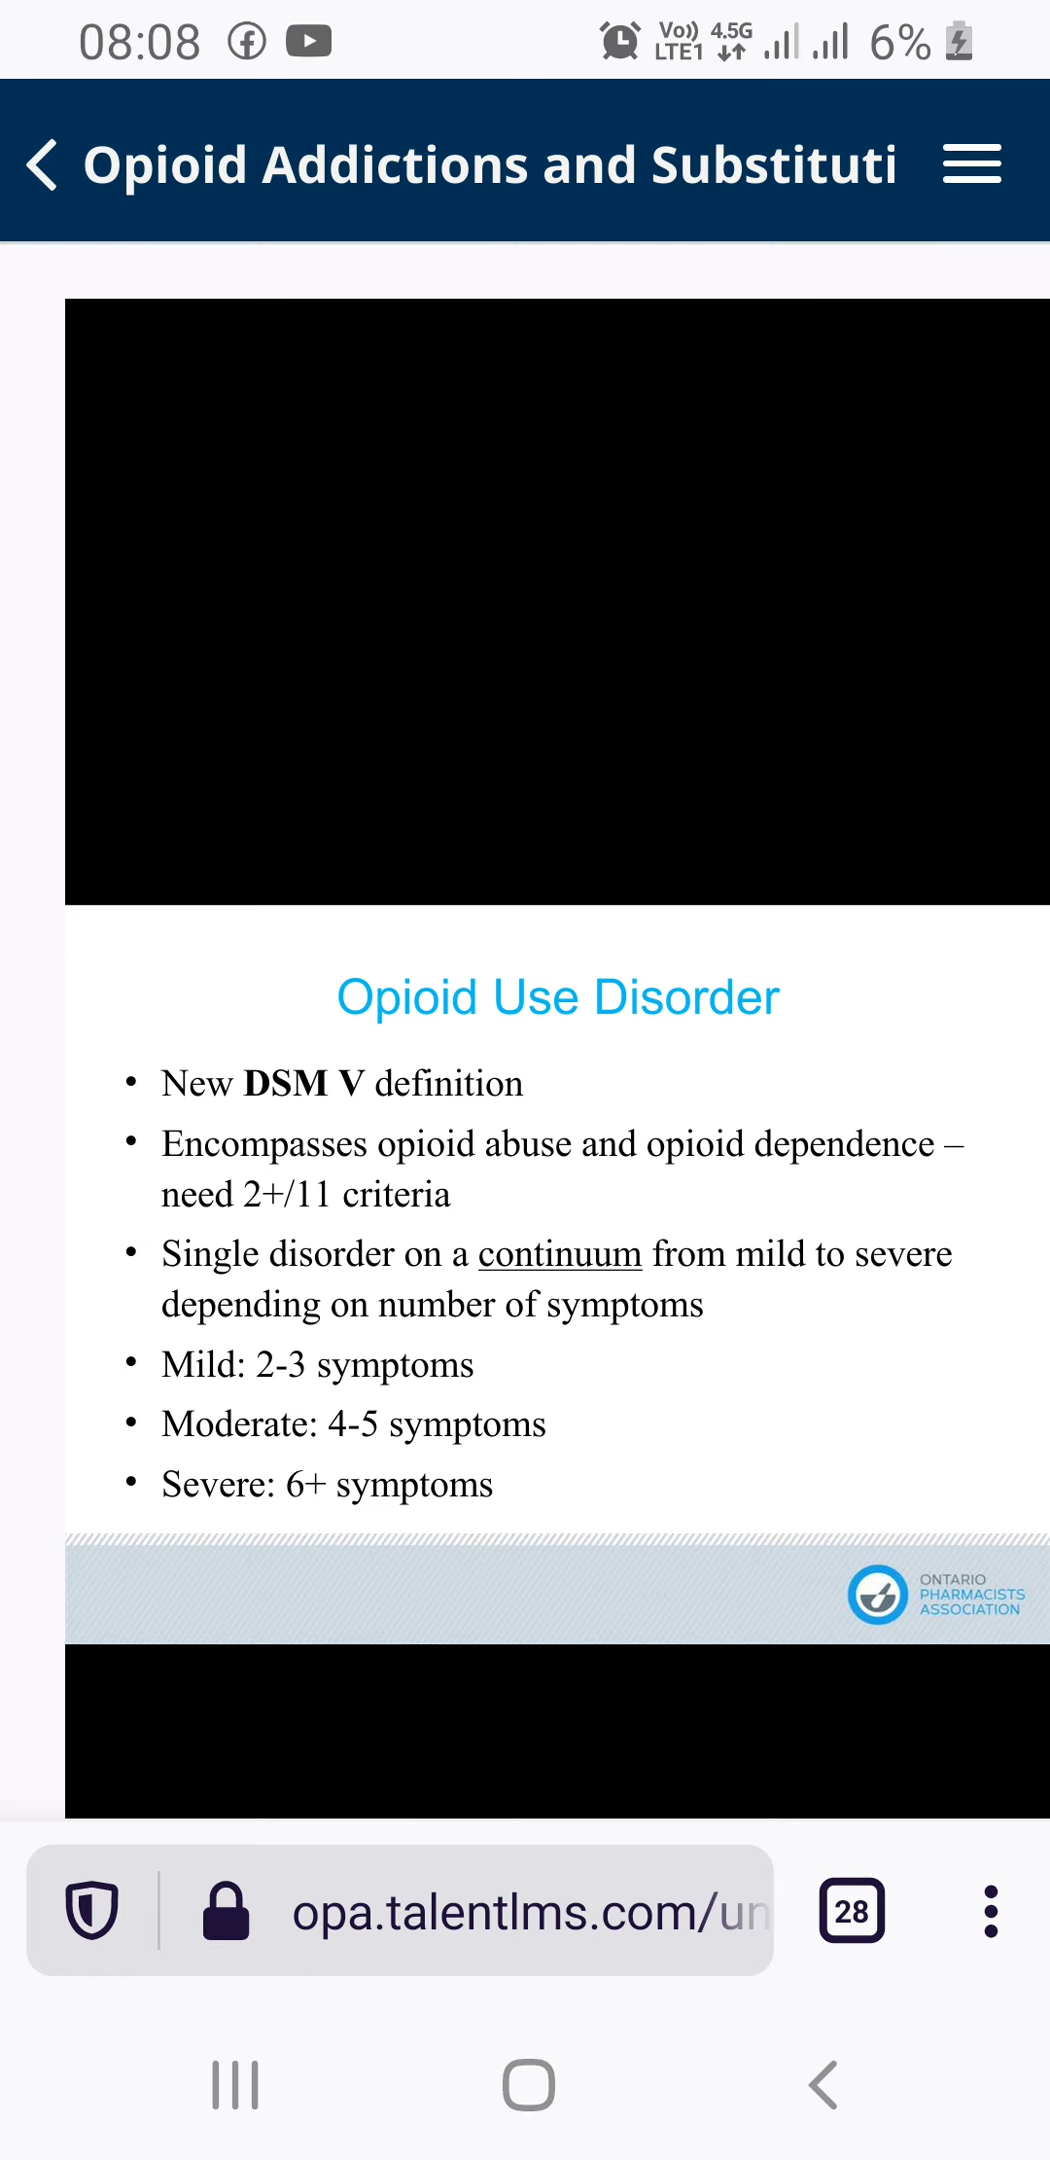 08:08
Vo)) 4.5G 6%
LTE1
Opioid Addictions and Substituti
Opioid Use Disorder
• New DSM V definition
• Encompasses opioid abuse and opioid dependence –
need 2+/11 criteria
• Single disorder on a continuum from mild to severe
depending on number of symptoms
• Mild: 2-3 symptoms
• Moderate: 4-5 symptoms
• Severe: 6+ symptoms
ONTARIO
PHARMACISTS
ASSOCIATION
opa.talentlms.com/un
28